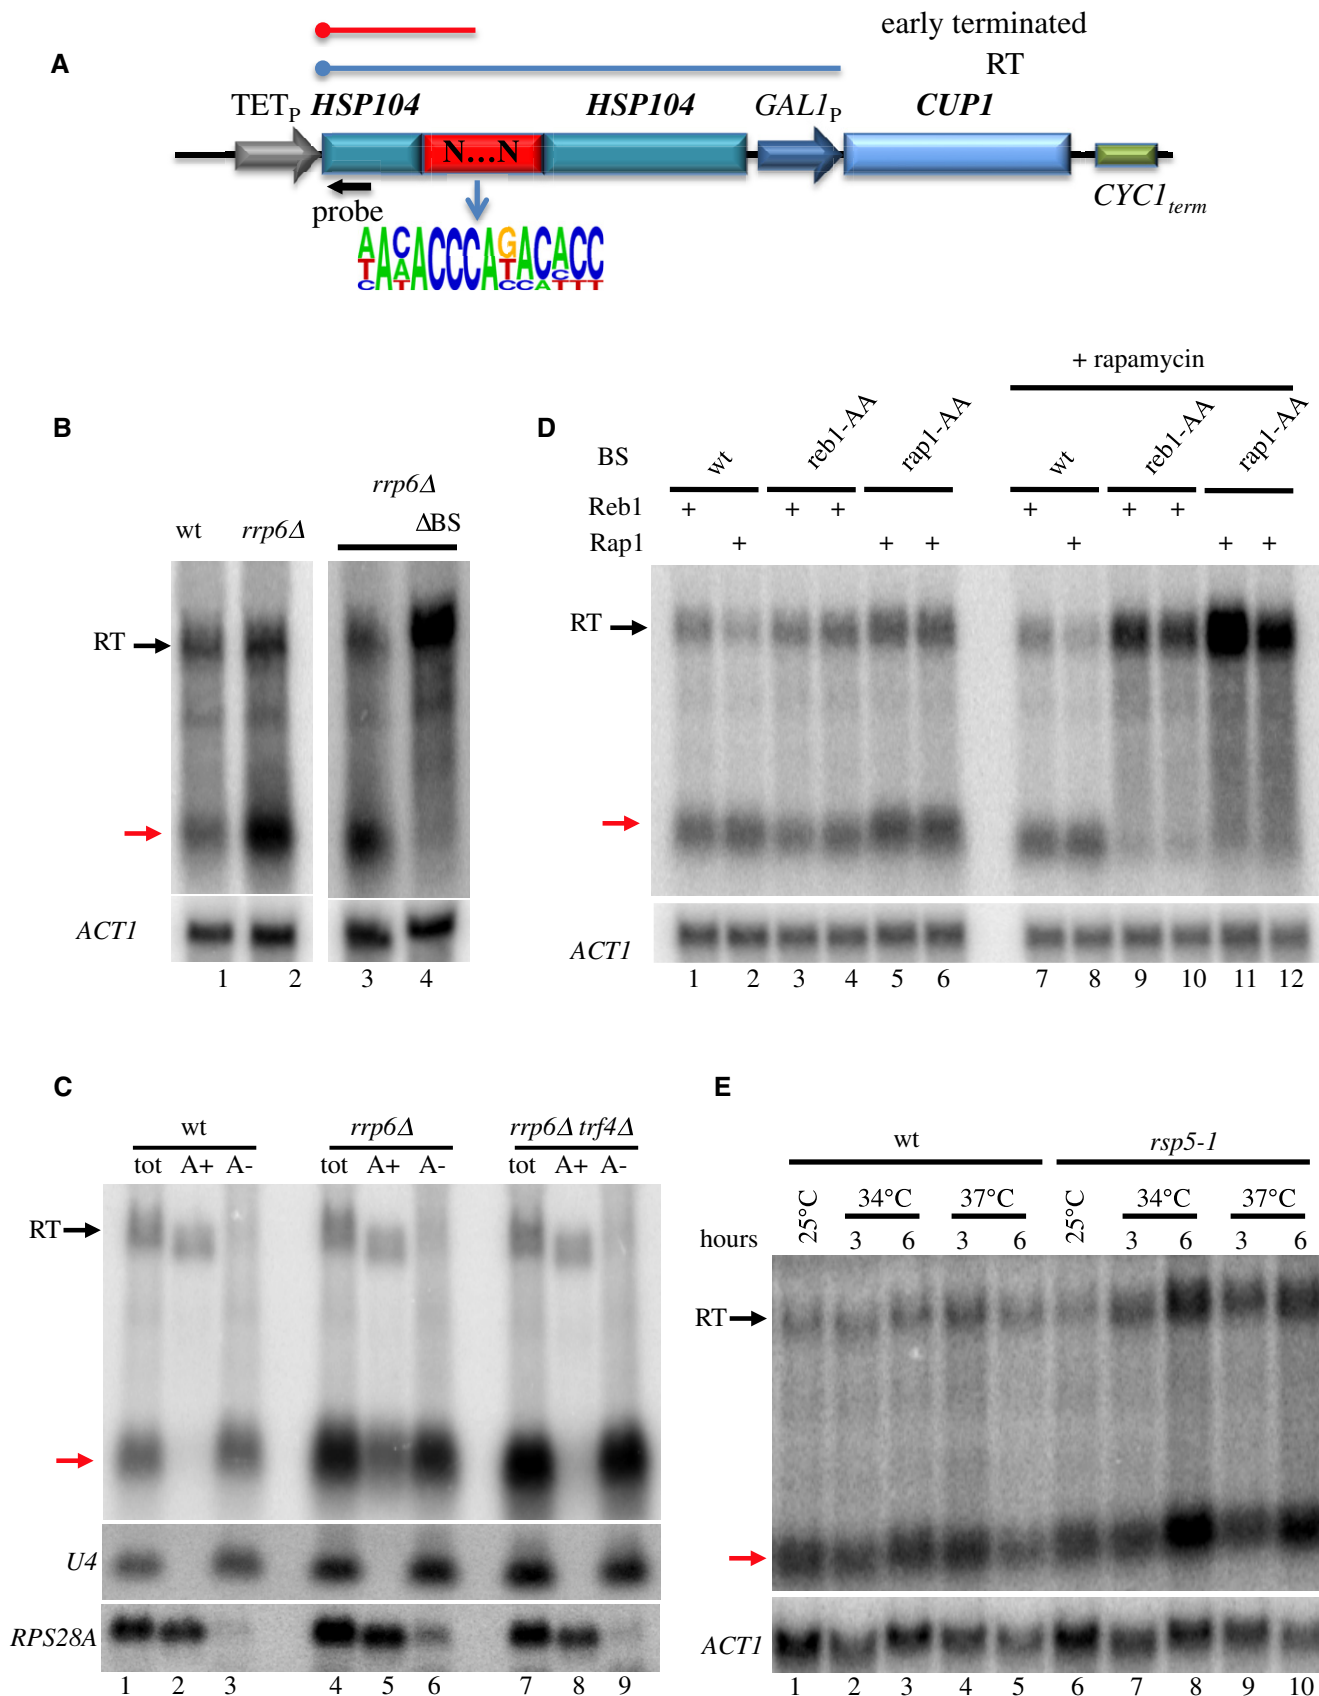 A
early terminated
RT
TETP HSP104 HSP104 GAL1P CUP1
N...N
probe
CYC1term
AACACCCAGACACC
TAAACCCATACCCC
CATACCCACCATTT
B
rrp6Δ
wt rrp6Δ ΔBS
RT
ACT1
1 2 3 4
D
+ rapamycin
BS wt reb1-AA rap1-AA wt reb1-AA rap1-AA
Reb1 + + + + + +
Rap1 + + + + + +
RT
ACT1
1 2 3 4 5 6 7 8 9 10 11 12
C
wt rrp6Δ rrp6Δ trf4Δ
tot A+ A- tot A+ A- tot A+ A-
RT
U4
RPS28A
1 2 3 4 5 6 7 8 9
E
wt rsp5-1
25°C 34°C 37°C 25°C 34°C 37°C
hours 3 6 3 6 3 6 3 6
RT
ACT1
1 2 3 4 5 6 7 8 9 10